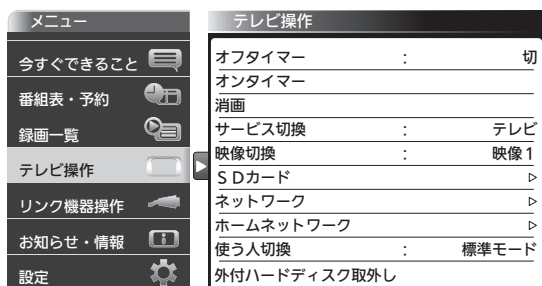 メニュー
今すぐできること
番組表・予約
録画一覧
テレビ操作
リンク機器操作
お知らせ・情報
設定
テレビ操作
オフタイマー : 切
オンタイマー
消画
サービス切換 : テレビ
映像切換 : 映像1
SDカード
ネットワーク
ホームネットワーク
使う人切換 : 標準モード
外付ハードディスク取外し